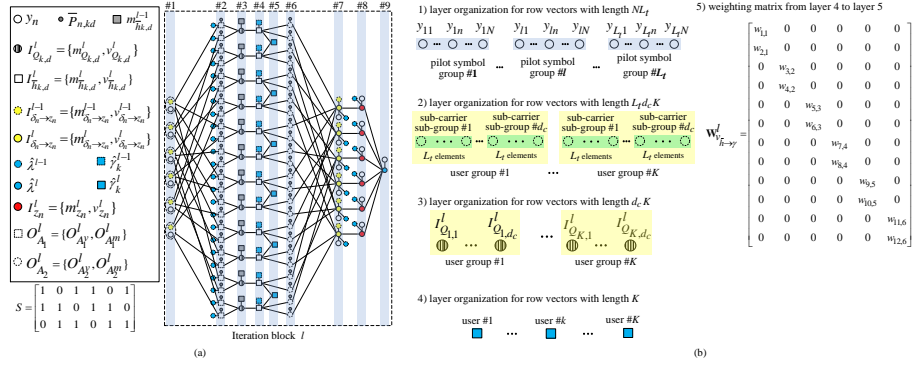 y_n P̄_{n,kd} m^{l-1}_{h̄_{k,d}}
I^l_{Q_{k,d}} = {m^l_{Q_{k,d}}, v^l_{Q_{k,d}}}
I^l_{h̄_{k,d}} = {m^l_{h̄_{k,d}}, v^l_{h̄_{k,d}}}
I^{l-1}_{δ_n→z_n} = {m^{l-1}_{δ_n→z_n}, v^{l-1}_{δ_n→z_n}}
I^l_{δ_n→z_n} = {m^l_{δ_n→z_n}, v^l_{δ_n→z_n}}
λ̂^{l-1} γ̂^{l-1}_k
λ̂^l γ̂^l_k
I^l_{z_n} = {m^l_{z_n}, v^l_{z_n}}
O^l_{A_1} = {O^l_{A_1^v}, O^l_{A_1^m}}
O^l_{A_2} = {O^l_{A_2^v}, O^l_{A_2^m}}
S =
1 0 1 1 0 1
1 1 0 1 1 0
0 1 1 0 1 1
#1 #2 #3 #4 #5 #6 #7 #8 #9
Iteration block l
(a)
1) layer organization for row vectors with length NL_t
y_{11} y_{1n} y_{1N} y_{l1} y_{ln} y_{lN} y_{L_t1} y_{L_tn} y_{L_tN}
... ...
pilot symbol pilot symbol pilot symbol
group #1 group #l group #L_t
2) layer organization for row vectors with length L_t d_c K
sub-carrier sub-carrier sub-carrier sub-carrier
sub-group #1 sub-group #d_c sub-group #1 sub-group #d_c
... ... ... ... ... ...
L_t elements L_t elements L_t elements L_t elements
user group #1 ... user group #K
3) layer organization for row vectors with length d_c K
I^l_{Q_{1,1}} I^l_{Q_{1,d_c}} I^l_{Q_{K,1}} I^l_{Q_{K,d_c}}
... ... ...
user group #1 user group #K
4) layer organization for row vectors with length K
user #1 user #k user #K
... ...
(b)
5) weighting matrix from layer 4 to layer 5
W^l_{v_h̄→γ} =
w_{1,1} 0 0 0 0 0
w_{2,1} 0 0 0 0 0
0 w_{3,2} 0 0 0 0
0 w_{4,2} 0 0 0 0
0 0 w_{5,3} 0 0 0
0 0 w_{6,3} 0 0 0
0 0 0 w_{7,4} 0 0
0 0 0 w_{8,4} 0 0
0 0 0 0 w_{9,5} 0
0 0 0 0 w_{10,5} 0
0 0 0 0 0 w_{11,6}
0 0 0 0 0 w_{12,6}